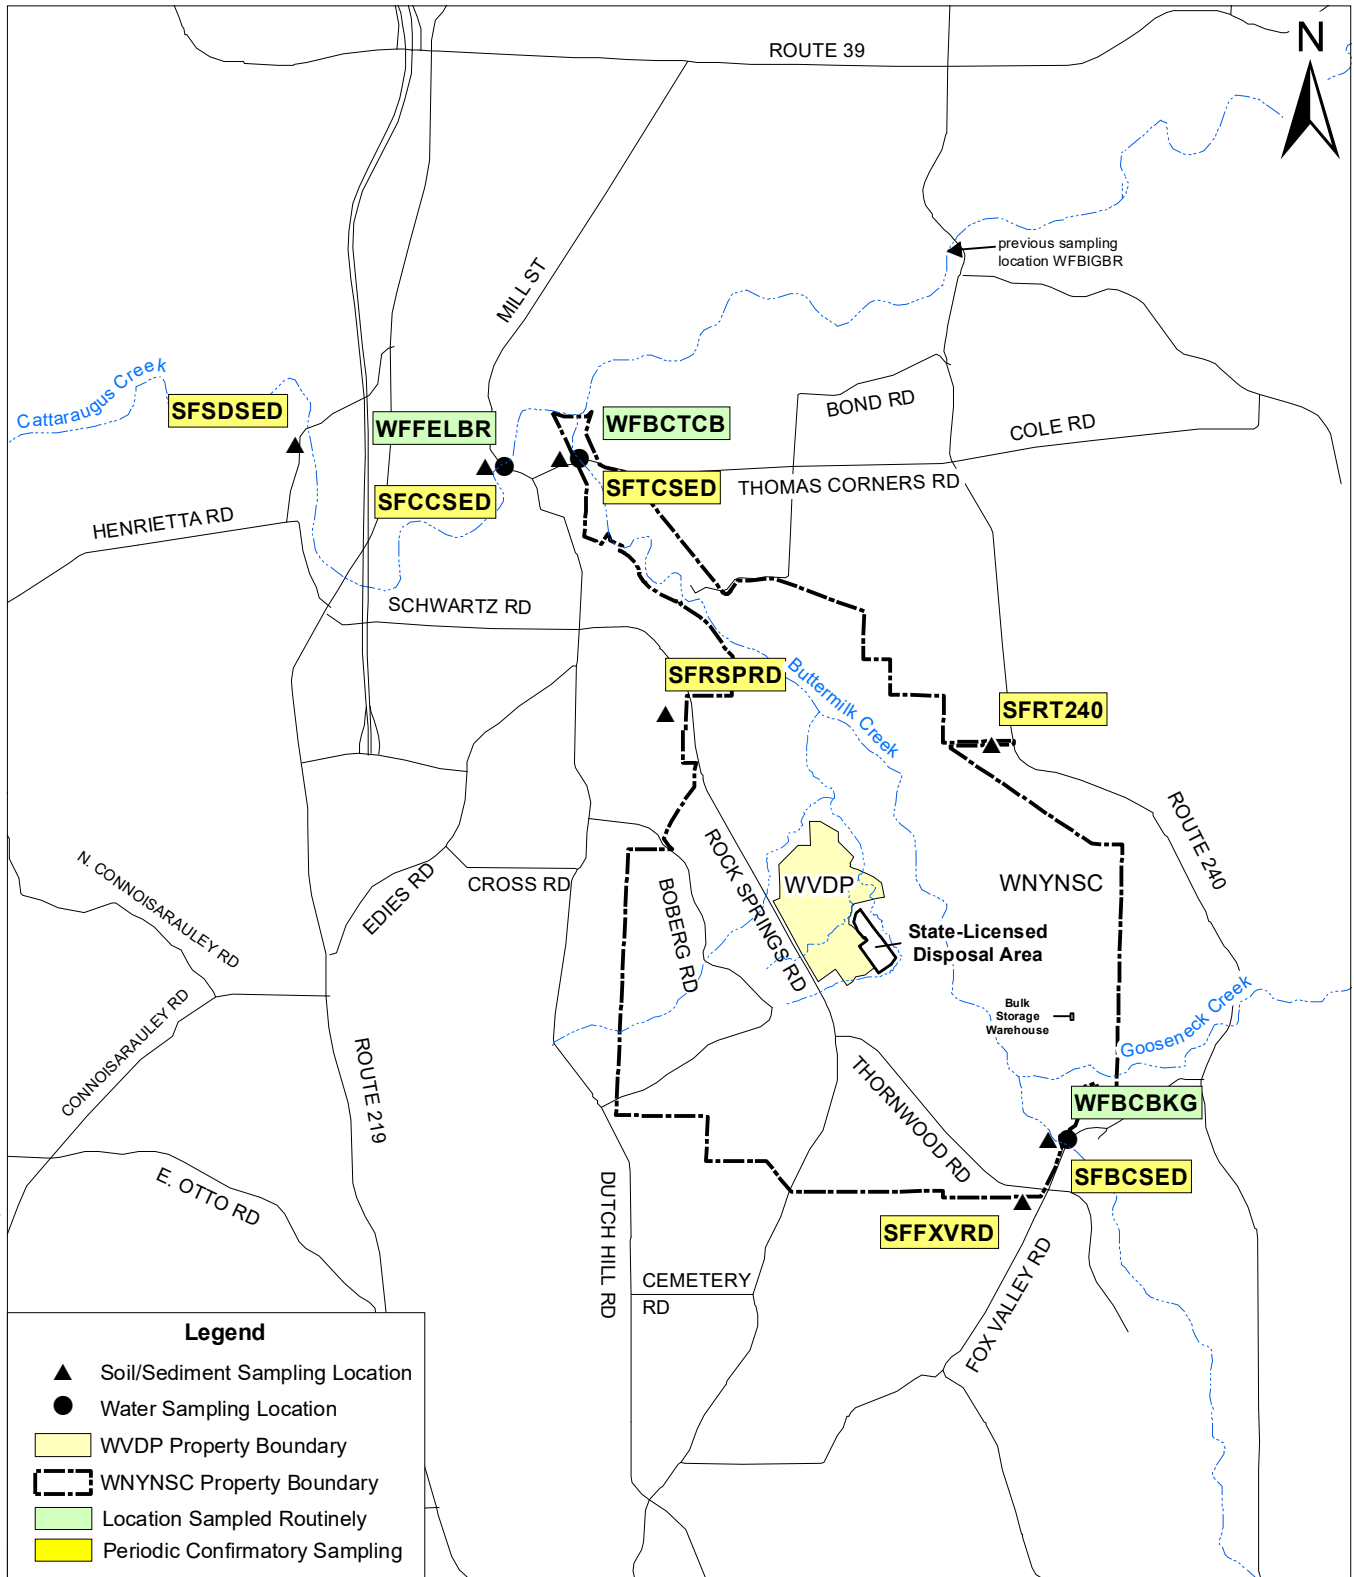 ROUTE 39
N
previous sampling
location WFBIGBR
MILL ST
Cattaraugus Creek
SFSDSED
WFFELBR
WFBCTCB
BOND RD
COLE RD
SFCCSED
SFTCSED
THOMAS CORNERS RD
HENRIETTA RD
SCHWARTZ RD
SFRSPRD
Buttermilk Creek
SFRT240
ROUTE 240
N. CONNOISARAULEY RD
EDIES RD
CROSS RD
BOBERG RD
ROCK SPRINGS RD
WVDP
WNYNSC
State-Licensed
Disposal Area
CONNOISARAULEY RD
Bulk
Storage
Warehouse
Gooseneck Creek
ROUTE 219
THORNWOOD RD
WFBCBKG
E. OTTO RD
DUTCH HILL RD
SFBCSED
SFFXVRD
CEMETERY
RD
FOX VALLEY RD
Legend
Soil/Sediment Sampling Location
Water Sampling Location
WVDP Property Boundary
WNYNSC Property Boundary
Location Sampled Routinely
Periodic Confirmatory Sampling